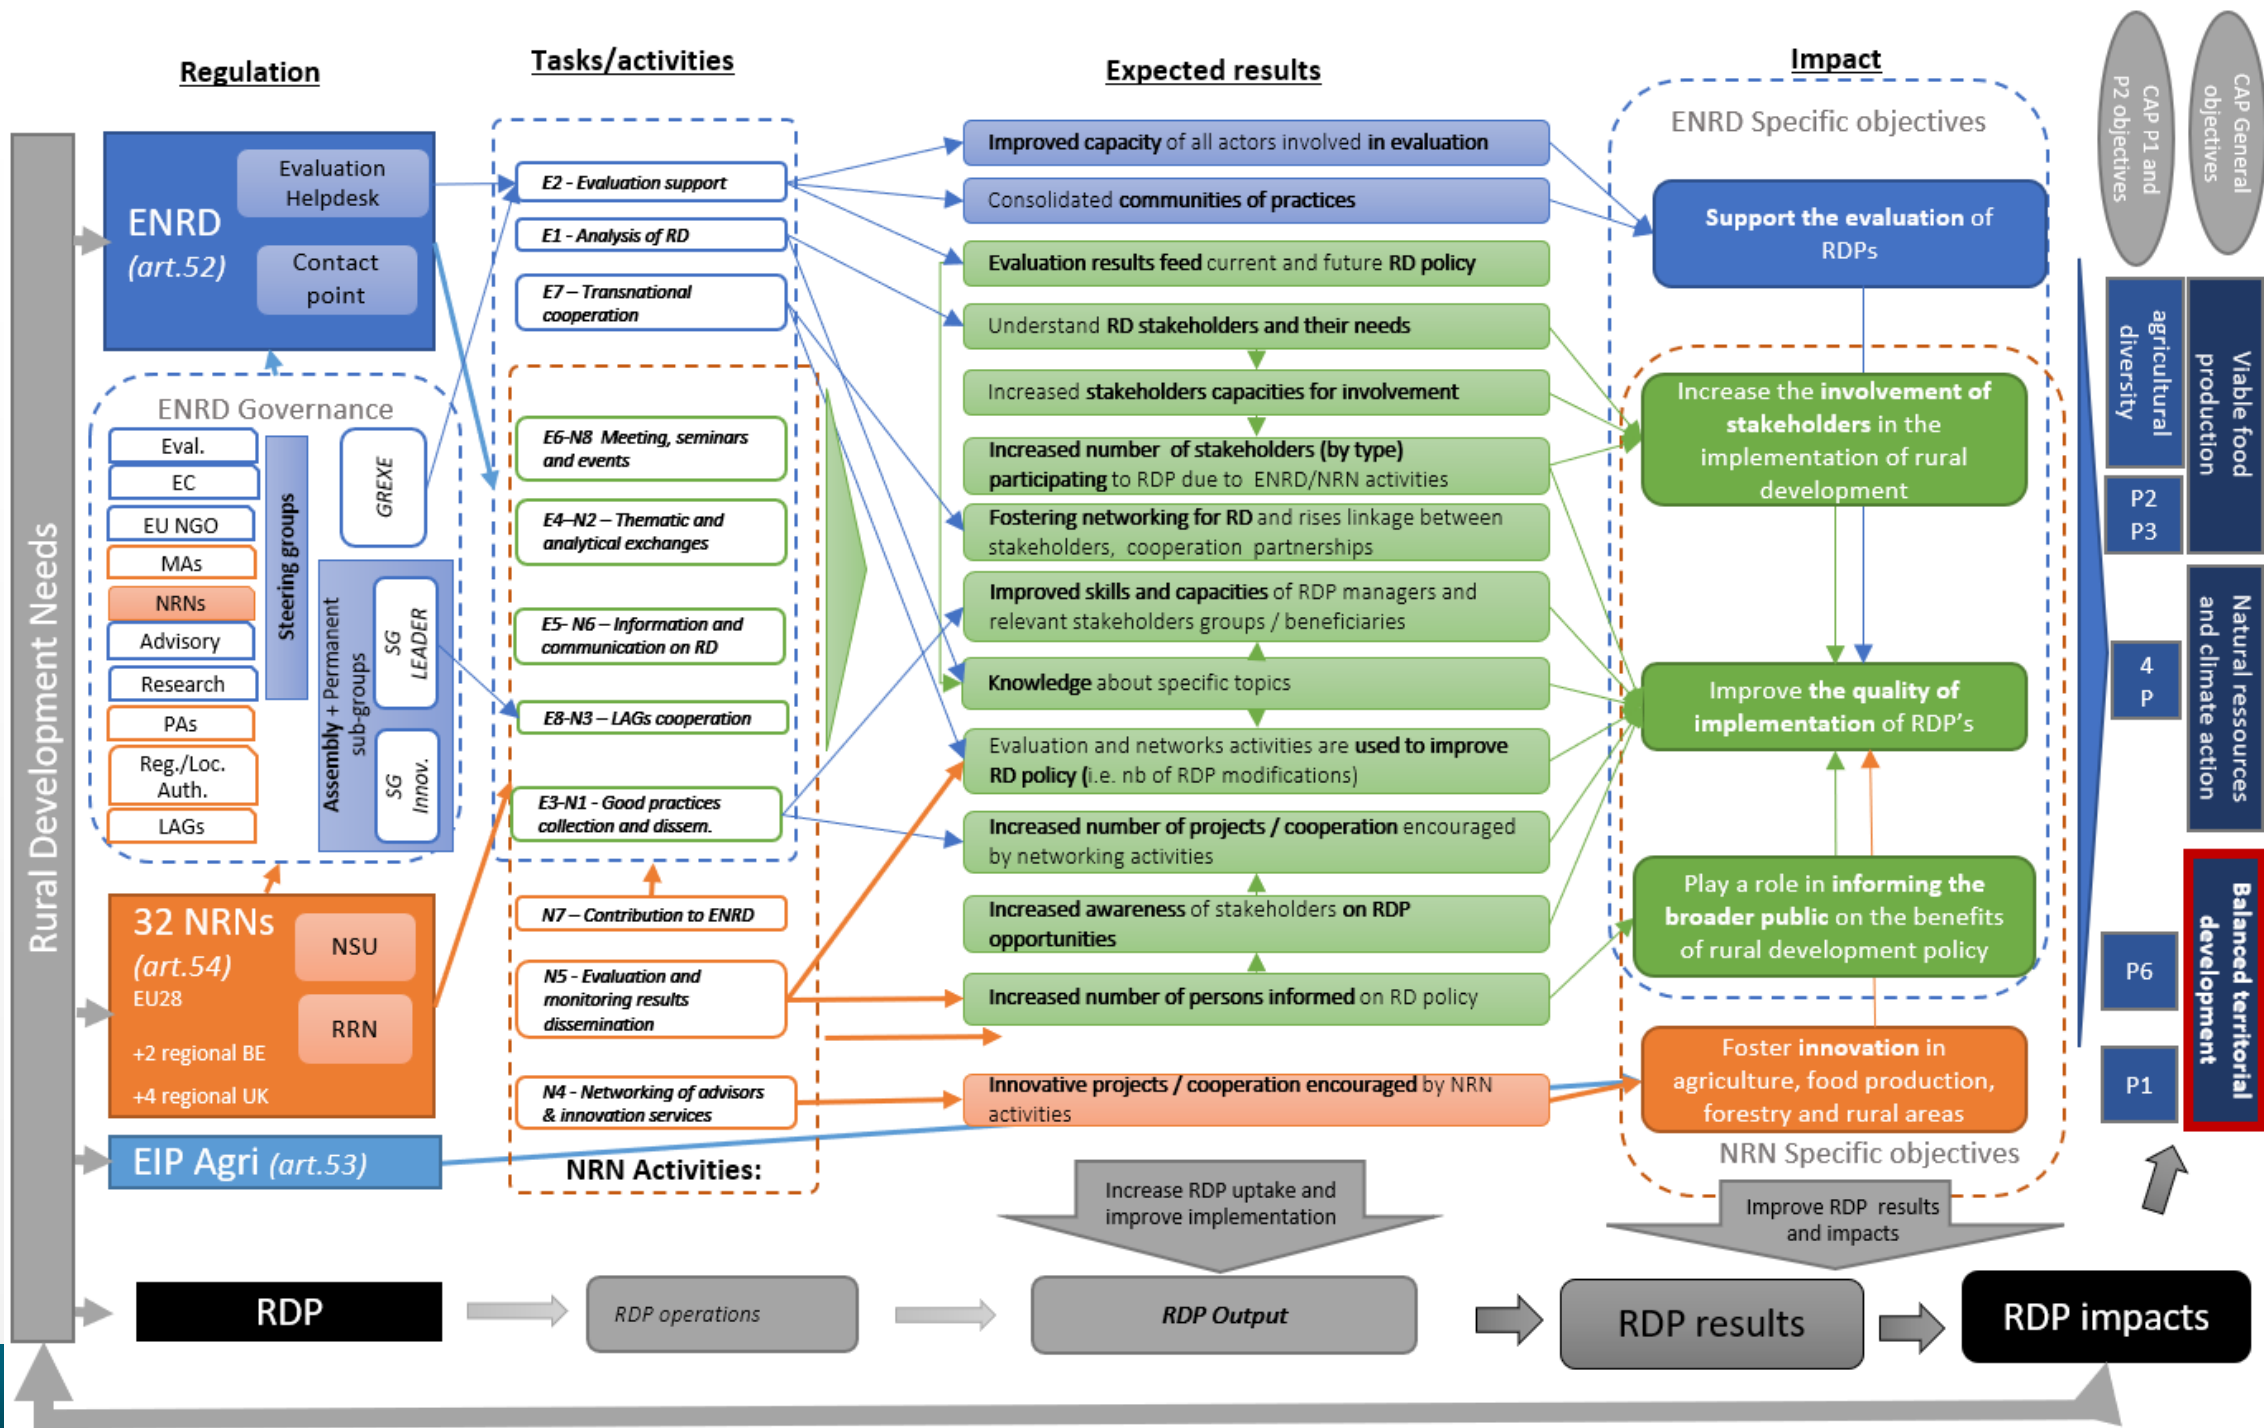 Regulation
Tasks/activities
Expected results
Impact
CAP P1 and
P2 objectives
CAP General
objectives
Rural Development Needs
ENRD
(art.52)
Evaluation
Helpdesk
Contact
point
ENRD Governance
Eval.
EC
EU NGO
MAs
NRNs
Advisory
Research
PAs
Reg./Loc.
Auth.
LAGs
Steering groups
GREXE
Assembly + Permanent
sub-groups
SG
LEADER
SG
Innov.
32 NRNs
(art.54)
EU28
+2 regional BE
+4 regional UK
NSU
RRN
EIP Agri (art.53)
E2 - Evaluation support
E1 - Analysis of RD
E7 – Transnational
cooperation
E6-N8 Meeting, seminars
and events
E4–N2 – Thematic and
analytical exchanges
E5- N6 – Information and
communication on RD
E8-N3 – LAGs cooperation
E3-N1 - Good practices
collection and dissem.
N7 – Contribution to ENRD
N5 - Evaluation and
monitoring results
dissemination
N4 - Networking of advisors
& innovation services
NRN Activities:
Improved capacity of all actors involved in evaluation
Consolidated communities of practices
Evaluation results feed current and future RD policy
Understand RD stakeholders and their needs
Increased stakeholders capacities for involvement
Increased number of stakeholders (by type)
participating to RDP due to ENRD/NRN activities
Fostering networking for RD and rises linkage between
stakeholders, cooperation partnerships
Improved skills and capacities of RDP managers and
relevant stakeholders groups / beneficiaries
Knowledge about specific topics
Evaluation and networks activities are used to improve
RD policy (i.e. nb of RDP modifications)
Increased number of projects / cooperation encouraged
by networking activities
Increased awareness of stakeholders on RDP
opportunities
Increased number of persons informed on RD policy
Innovative projects / cooperation encouraged by NRN
activities
ENRD Specific objectives
Support the evaluation of
RDPs
Increase the involvement of
stakeholders in the
implementation of rural
development
Improve the quality of
implementation of RDP's
Play a role in informing the
broader public on the benefits
of rural development policy
Foster innovation in
agriculture, food production,
forestry and rural areas
NRN Specific objectives
agricultural
diversity
P2
P3
4
P
P6
P1
Viable food
production
Natural ressources
and climate action
Balanced territorial
development
Increase RDP uptake and
improve implementation
Improve RDP results
and impacts
RDP
RDP operations
RDP Output
RDP results
RDP impacts